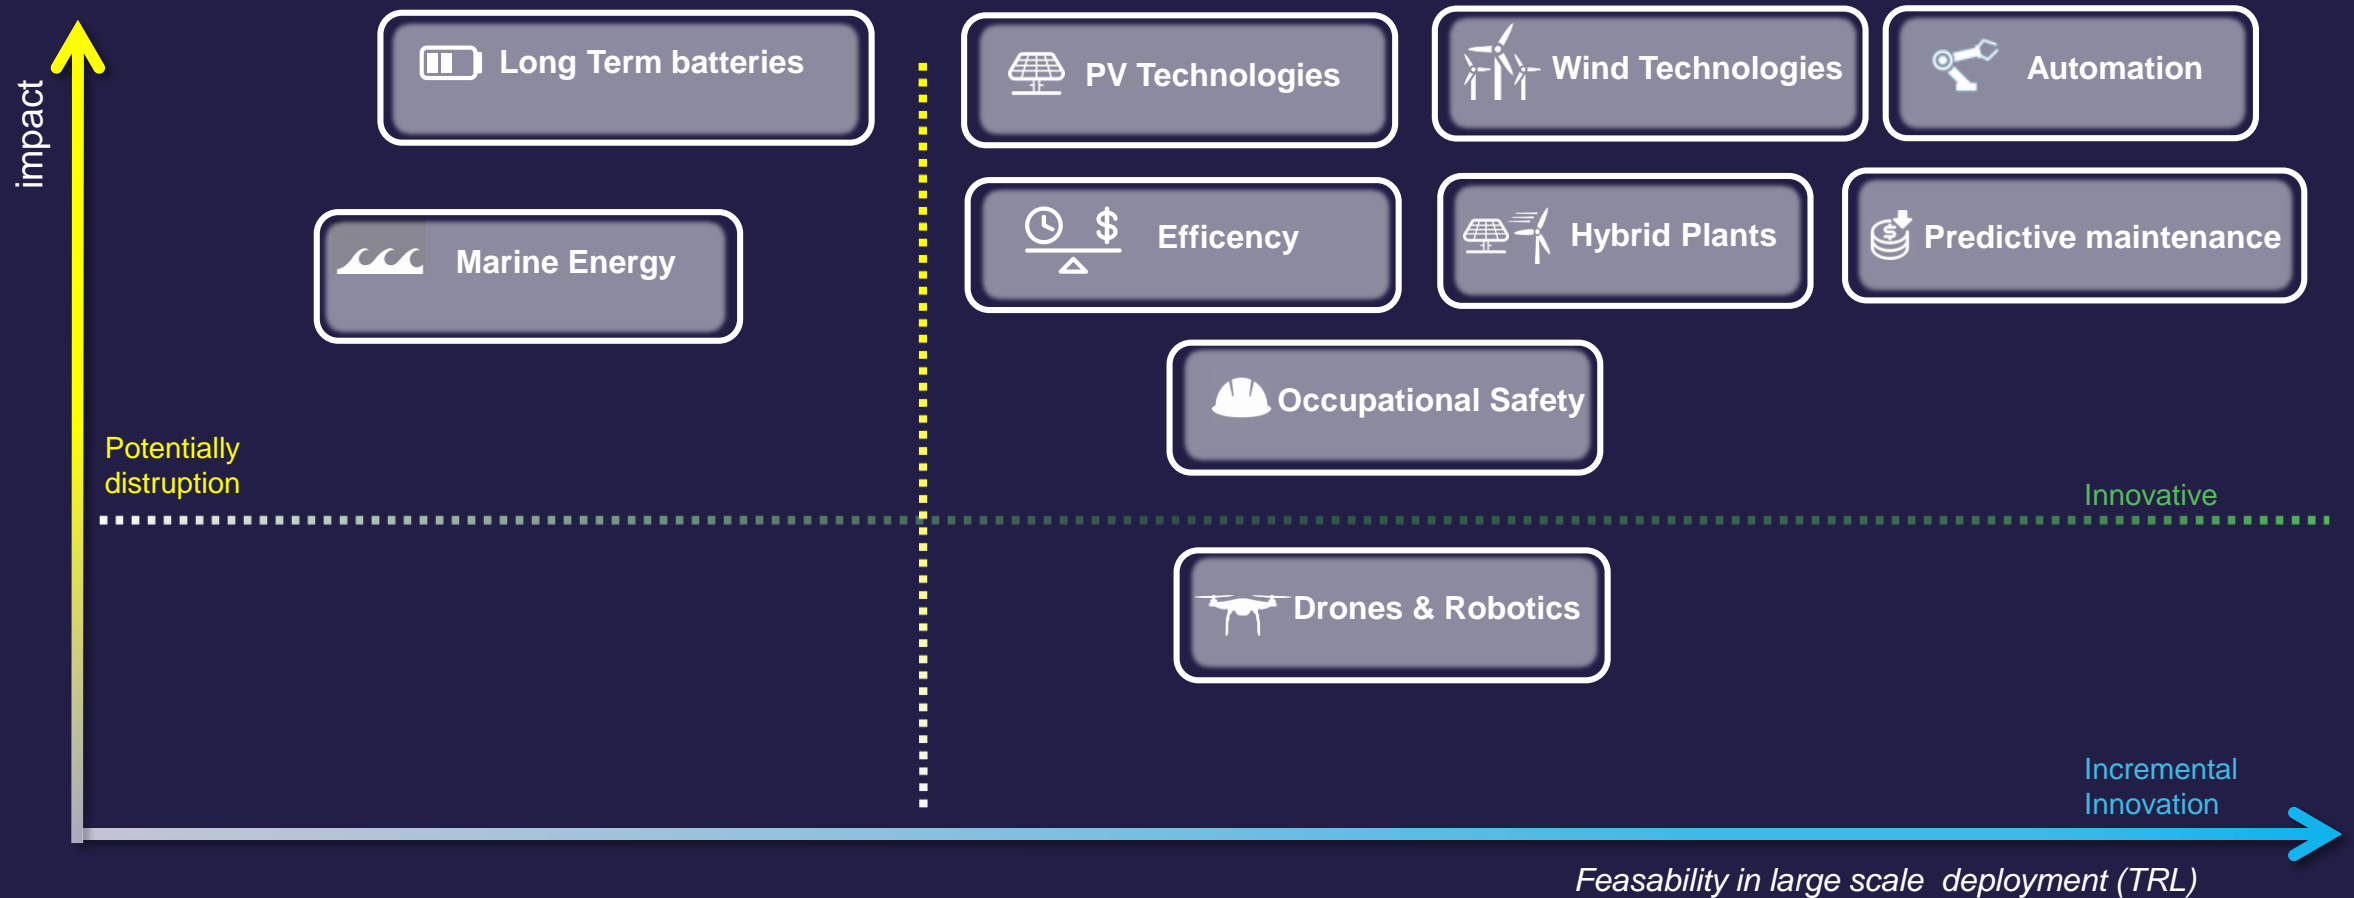 impact
Long Term batteries
PV Technologies
Wind Technologies
Automation
Marine Energy
$
Efficency
Hybrid Plants
$
Predictive maintenance
Occupational Safety
Potentially
distruption
Innovative
Drones & Robotics
Incremental
Innovation
Feasability in large scale deployment (TRL)